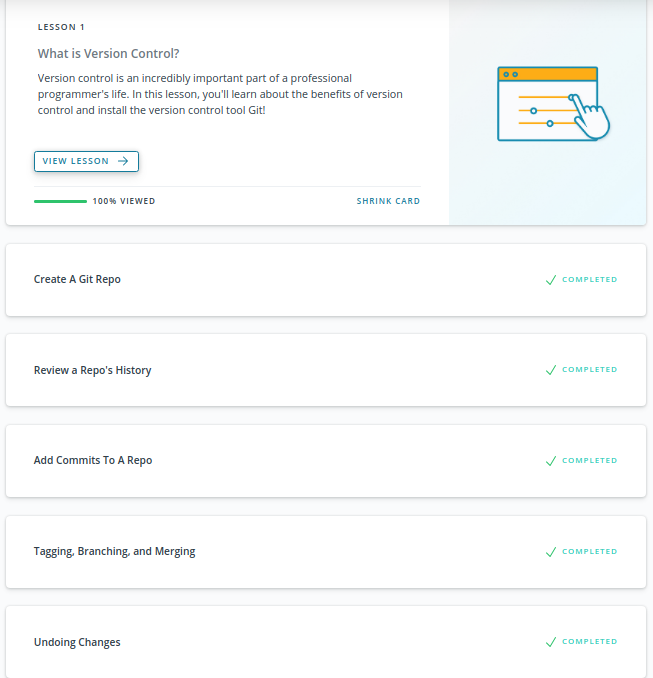 LESSON 1
What is Version Control?
Version control is an incredibly important part of a professional
programmer's life. In this lesson, you'll learn about the benefits of version
control and install the version control tool Git!
VIEW LESSON
100% VIEWED SHRINK CARD
Create A Git Repo COMPLETED
Review a Repo's History COMPLETED
Add Commits To A Repo COMPLETED
Tagging, Branching, and Merging COMPLETED
Undoing Changes COMPLETED